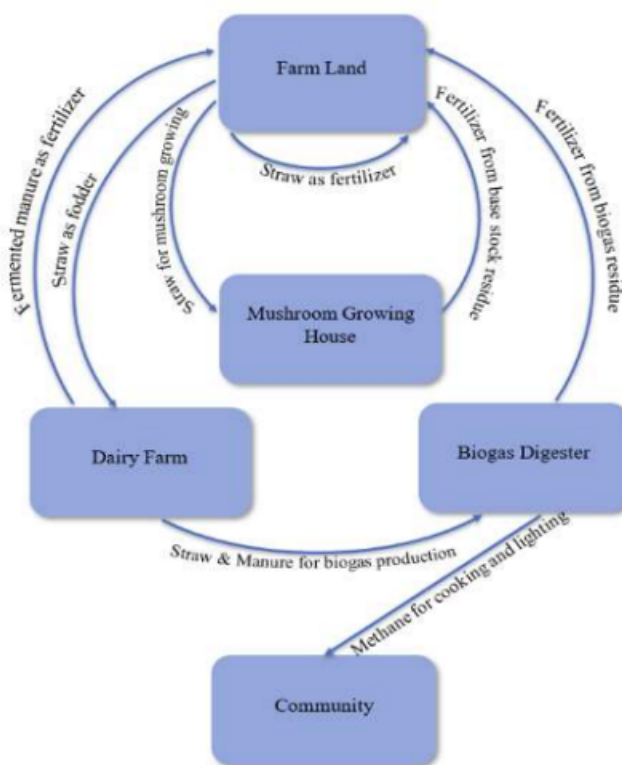 Farm Land
Fermented manure as fertilizer
Straw as fodder
Straw for mushroom growing
Straw as fertilizer
Fertilizer from base stock residue
Fertilizer from biogas residue
Mushroom Growing
House
Dairy Farm
Biogas Digester
Straw & Manure for biogas production
Methane for cooking and lighting
Community